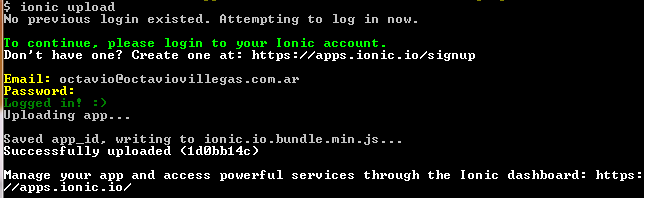 $ ionic upload
No previous login existed. Attempting to log in now.
To continue, please login to your Ionic account.
Don't have one? Create one at: https://apps.ionic.io/signup
Email: octavio@octaviovillegas.com.ar
Password:
Logged in! :)
Uploading app...
Saved app_id, writing to ionic.io.bundle.min.js...
Successfully uploaded (1d0bb14c)
Manage your app and access powerful services through the Ionic dashboard: https:
//apps.ionic.io/